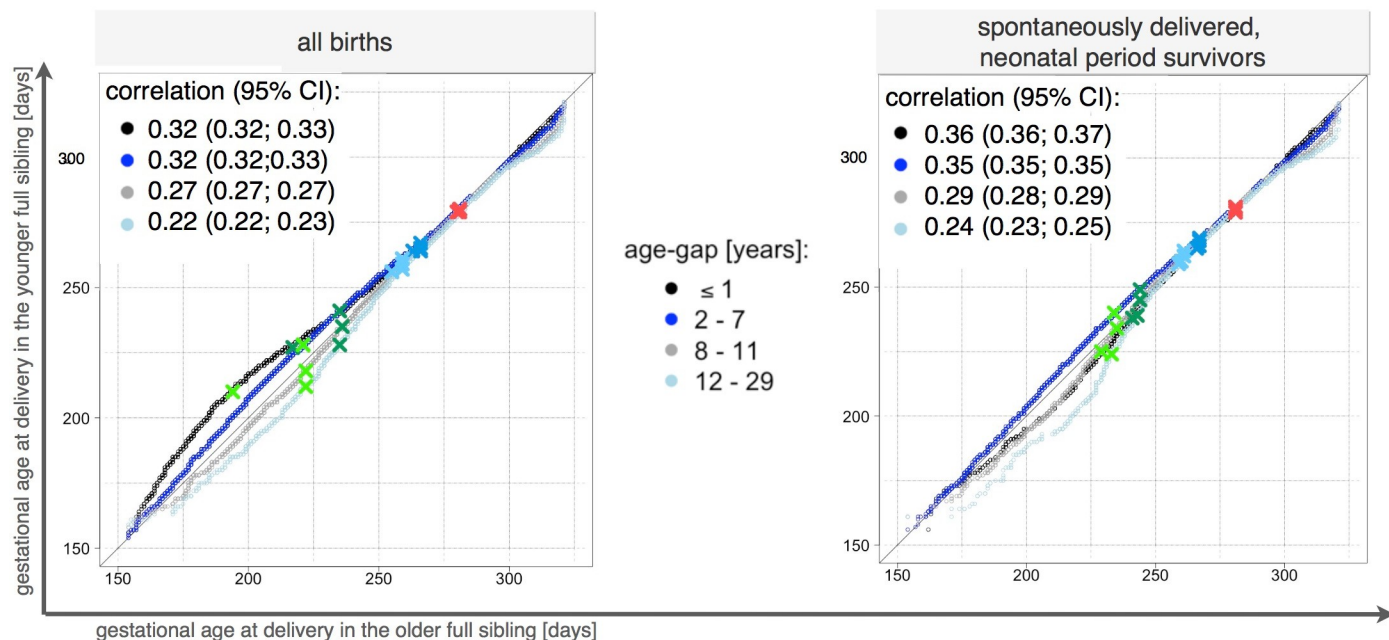 all births
correlation (95% CI):
0.32 (0.32; 0.33)
0.32 (0.32;0.33)
0.27 (0.27; 0.27)
0.22 (0.22; 0.23)
300
250
200
150
150
200
250
300
gestational age at delivery in the younger full sibling [days]
age-gap [years]:
≤ 1
2 - 7
8 - 11
12 - 29
spontaneously delivered,
neonatal period survivors
correlation (95% CI):
0.36 (0.36; 0.37)
0.35 (0.35; 0.35)
0.29 (0.28; 0.29)
0.24 (0.23; 0.25)
300
250
200
150
150
200
250
300
gestational age at delivery in the older full sibling [days]